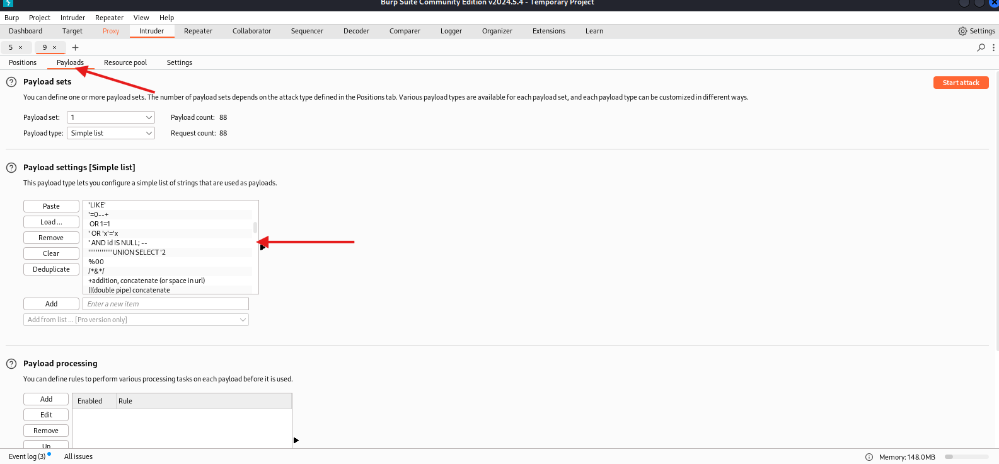 Burp Suite Community Edition v2024.5.4 - Temporary Project
Burp Project Intruder Repeater View Help
Dashboard Target Proxy Intruder Repeater Collaborator Sequencer Decoder Comparer Logger Organizer Extensions Learn Settings
5 × 9 × +
Positions Payloads Resource pool Settings
? Payload sets Start attack
You can define one or more payload sets. The number of payload sets depends on the attack type defined in the Positions tab. Various payload types are available for each payload set, and each payload type can be customized in different ways.
Payload set: 1 Payload count: 88
Payload type: Simple list Request count: 88
? Payload settings [Simple list]
This payload type lets you configure a simple list of strings that are used as payloads.
Paste
Load ...
Remove
Clear
Deduplicate
'LIKE'
'=0--+
OR 1=1
' OR 'x'='x
' AND id IS NULL; --
'''''''''''''UNION SELECT '2
%00
/*&*/
+addition, concatenate (or space in url)
||(double pipe) concatenate
Add Enter a new item
Add from list ... [Pro version only]
? Payload processing
You can define rules to perform various processing tasks on each payload before it is used.
Add
Edit
Remove
Up
Enabled Rule
Event log (3) All issues Memory: 148.0MB